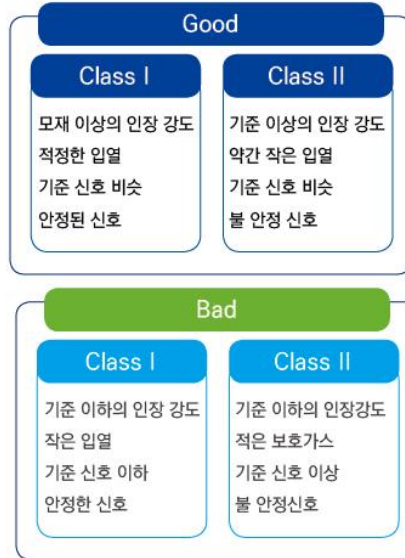 Good
Class I
모재 이상의 인장 강도
적정한 입열
기준 신호 비슷
안정된 신호
Class II
기준 이상의 인장 강도
약간 작은 입열
기준 신호 비슷
불 안정 신호
Bad
Class I
기준 이하의 인장 강도
작은 입열
기준 신호 이하
안정한 신호
Class II
기준 이하의 인장강도
적은 보호가스
기준 신호 이상
불 안정신호